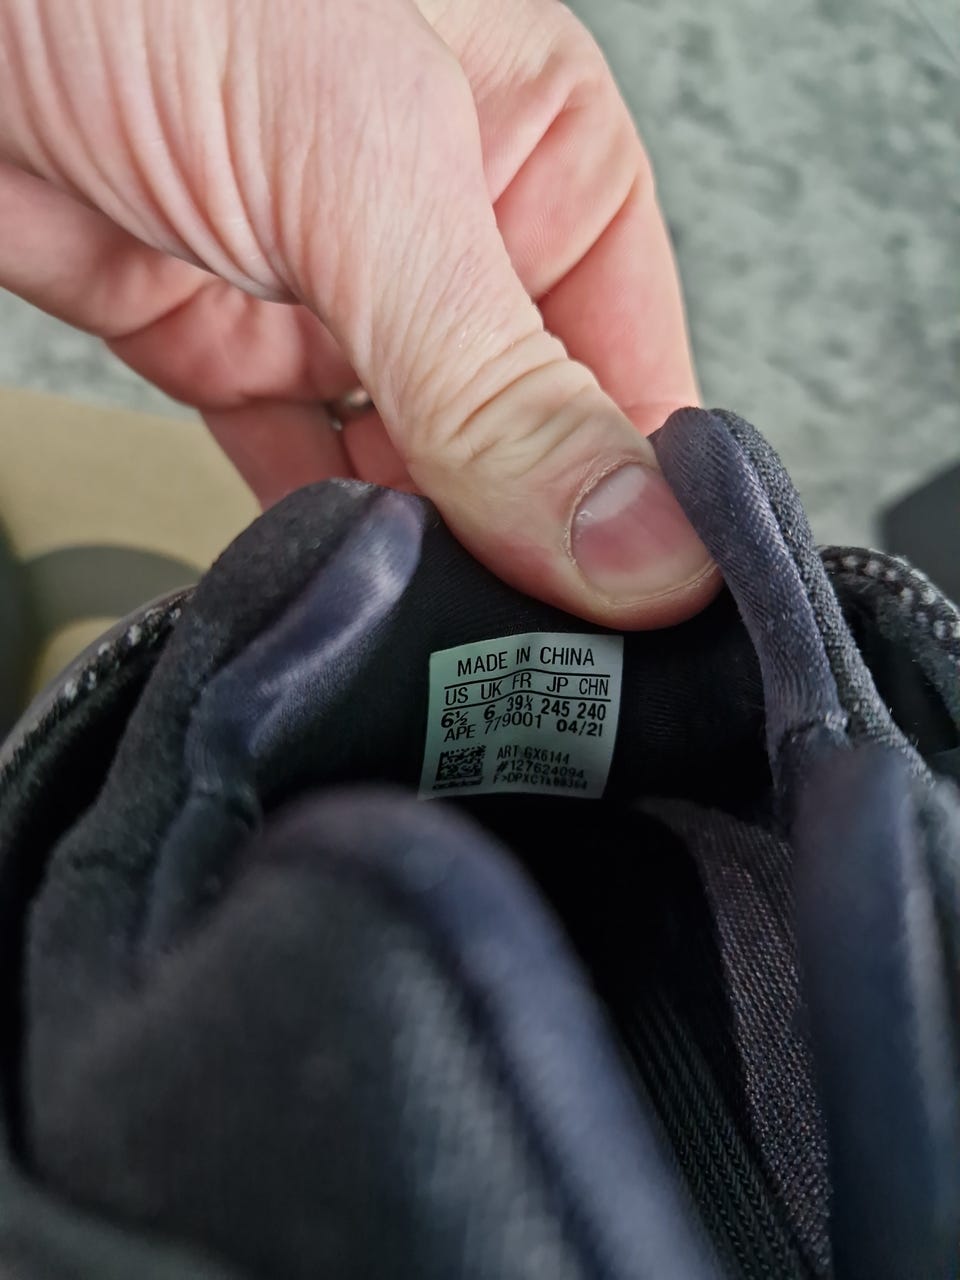 MADE IN CHINA
US UK FR JP CHN
6½ 6 39⅓ 245 240
APE 779001 04/21
ART GX6144
#127624094
adidas